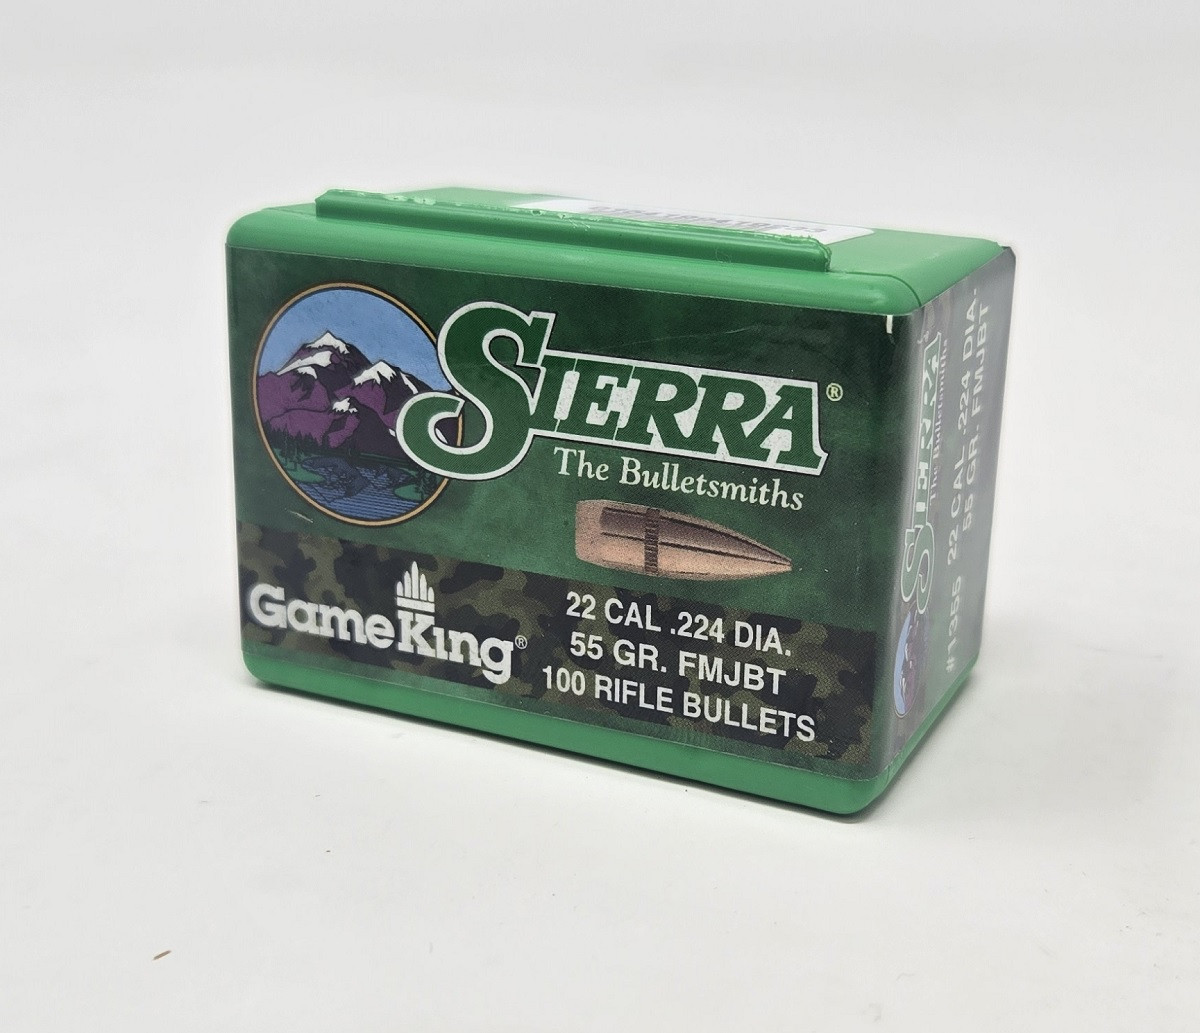 SIERRA®
The Bulletsmiths
GameKing®
22 CAL .224 DIA.
55 GR. FMJBT
100 RIFLE BULLETS
SIERRA
The Bulletsmiths
#1355 22 CAL .224 DIA.
55 GR. FMJBT